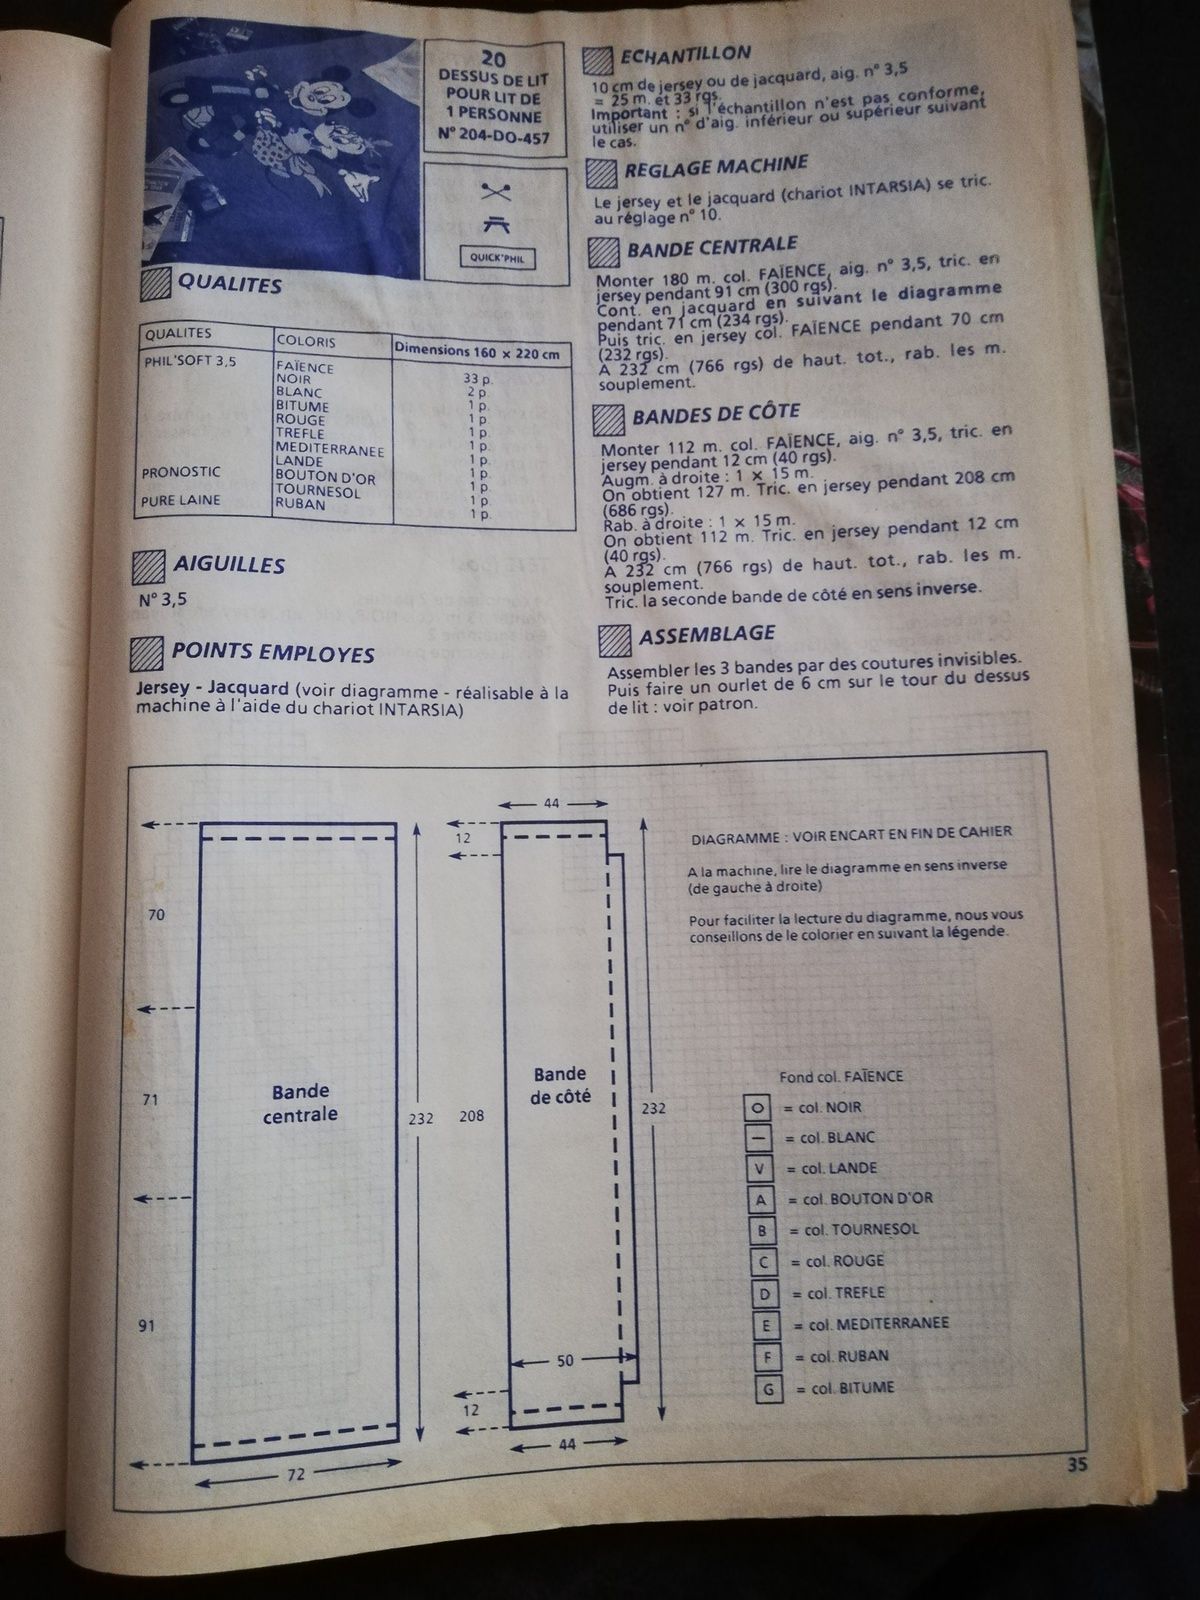 20
DESSUS DE LIT
POUR LIT DE
1 PERSONNE
N° 204-DO-457
QUICK'PHIL
QUALITES
QUALITES COLORIS Dimensions 160 × 220 cm
PHIL'SOFT 3,5 FAÏENCE 33 p.
NOIR 2 p.
BLANC 1 p.
BITUME 1 p.
ROUGE 1 p.
TREFLE 1 p.
MEDITERRANEE 1 p.
LANDE 1 p.
PRONOSTIC BOUTON D'OR 1 p.
TOURNESOL 1 p.
PURE LAINE RUBAN 1 p.
AIGUILLES
N° 3,5
POINTS EMPLOYES
Jersey - Jacquard (voir diagramme - réalisable à la
machine à l'aide du chariot INTARSIA)
ECHANTILLON
10 cm de jersey ou de jacquard, aig. n° 3,5
= 25 m. et 33 rgs.
Important : si l'échantillon n'est pas conforme,
utiliser un n° d'aig. inférieur ou supérieur suivant
le cas.
REGLAGE MACHINE
Le jersey et le jacquard (chariot INTARSIA) se tric.
au réglage n° 10.
BANDE CENTRALE
Monter 180 m. col. FAÏENCE, aig. n° 3,5, tric. en
jersey pendant 91 cm (300 rgs).
Cont. en jacquard en suivant le diagramme
pendant 71 cm (234 rgs).
Puis tric. en jersey col. FAÏENCE pendant 70 cm
(232 rgs).
A 232 cm (766 rgs) de haut. tot., rab. les m.
souplement.
BANDES DE CÔTE
Monter 112 m. col. FAÏENCE, aig. n° 3,5, tric. en
jersey pendant 12 cm (40 rgs).
Augm. à droite : 1 × 15 m.
On obtient 127 m. Tric. en jersey pendant 208 cm
(686 rgs).
Rab. à droite : 1 × 15 m.
On obtient 112 m. Tric. en jersey pendant 12 cm
(40 rgs).
A 232 cm (766 rgs) de haut. tot., rab. les m.
souplement.
Tric. la seconde bande de côté en sens inverse.
ASSEMBLAGE
Assembler les 3 bandes par des coutures invisibles.
Puis faire un ourlet de 6 cm sur le tour du dessus
de lit : voir patron.
70
71
91
Bande
centrale
232
72
44
12
208
Bande
de côté
232
50
12
44
DIAGRAMME : VOIR ENCART EN FIN DE CAHIER
A la machine, lire le diagramme en sens inverse
(de gauche à droite)
Pour faciliter la lecture du diagramme, nous vous
conseillons de le colorier en suivant la légende.
Fond col. FAÏENCE
O = col. NOIR
— = col. BLANC
V = col. LANDE
A = col. BOUTON D'OR
B = col. TOURNESOL
C = col. ROUGE
D = col. TREFLE
E = col. MEDITERRANEE
F = col. RUBAN
G = col. BITUME
35